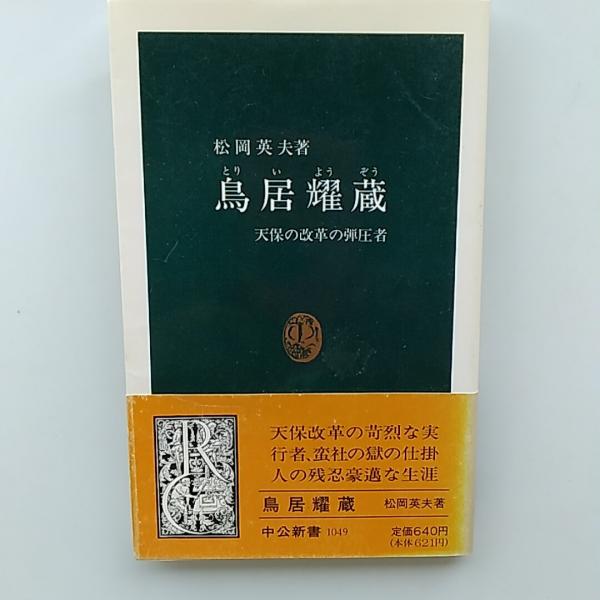 松岡英夫著
とり い よう ぞう
鳥居耀蔵
天保の改革の弾圧者
天保改革の苛烈な実
行者、蛮社の獄の仕掛
人の残忍豪邁な生涯
鳥居耀蔵 松岡英夫著
中公新書 1049 定価640円
(本体621円)
R
C